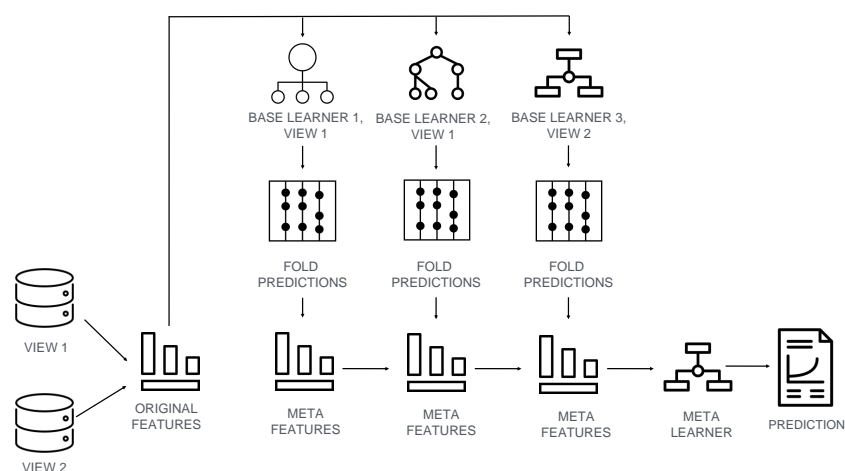 BASE LEARNER 1,
VIEW 1
BASE LEARNER 2,
VIEW 1
BASE LEARNER 3,
VIEW 2
FOLD
PREDICTIONS
FOLD
PREDICTIONS
FOLD
PREDICTIONS
VIEW 1
VIEW 2
ORIGINAL
FEATURES
META
FEATURES
META
FEATURES
META
FEATURES
META
LEARNER
PREDICTION